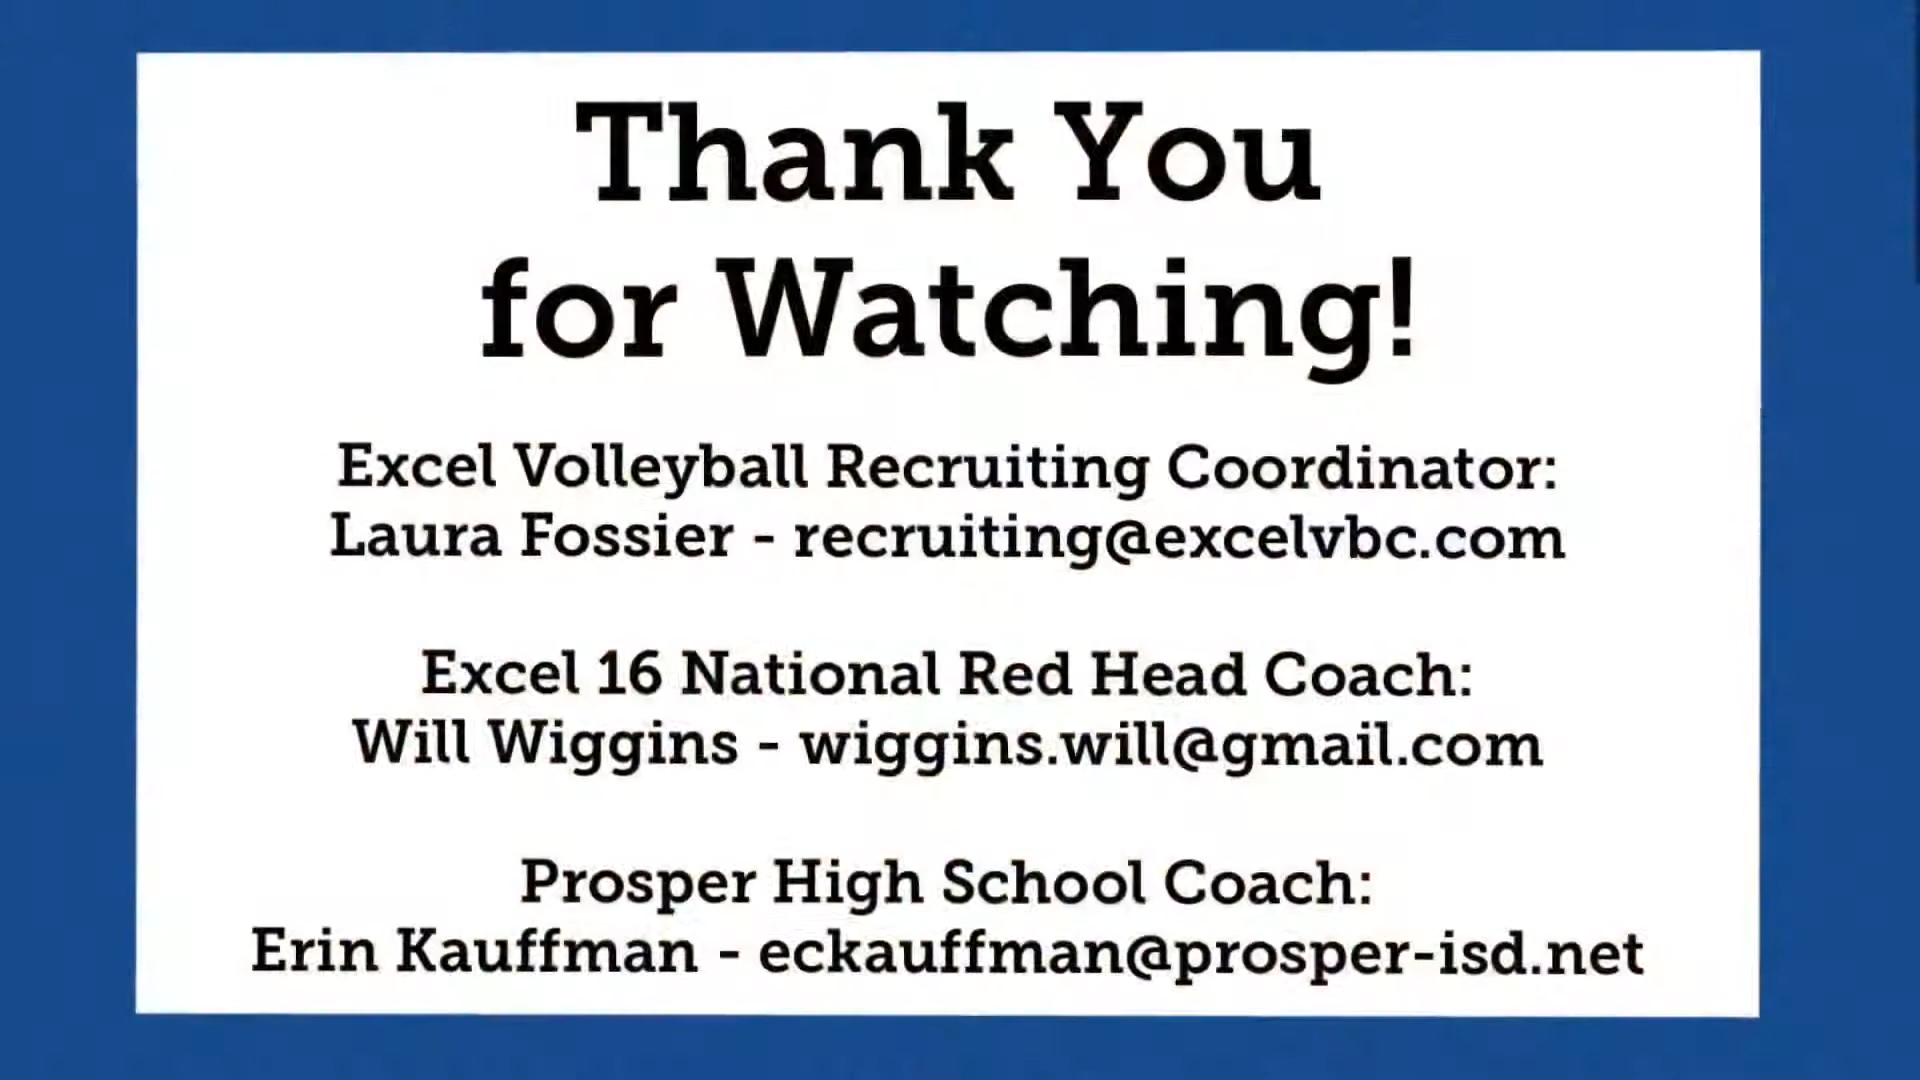 Thank You
for Watching!
Excel Volleyball Recruiting Coordinator:
Laura Fossier - recruiting@excelvbc.com
Excel 16 National Red Head Coach:
Will Wiggins - wiggins.will@gmail.com
Prosper High School Coach:
Erin Kauffman - eckauffman@prosper-isd.net